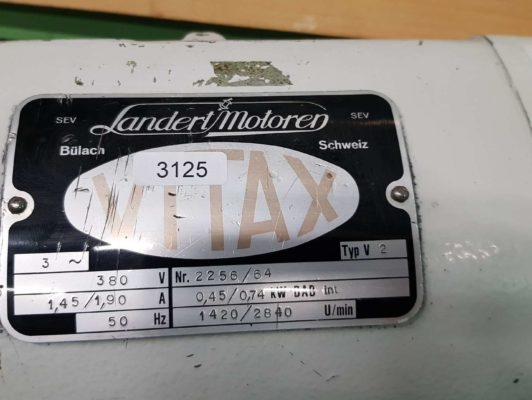 SEV Landert Motoren SEV
Bülach Schweiz
VITAX
3125
Typ V 2
3 ~
380 V Nr. 2256/64
1,45/1,90 A 0,45/0,74 kW DAB int
50 Hz 1420/2840 U/min